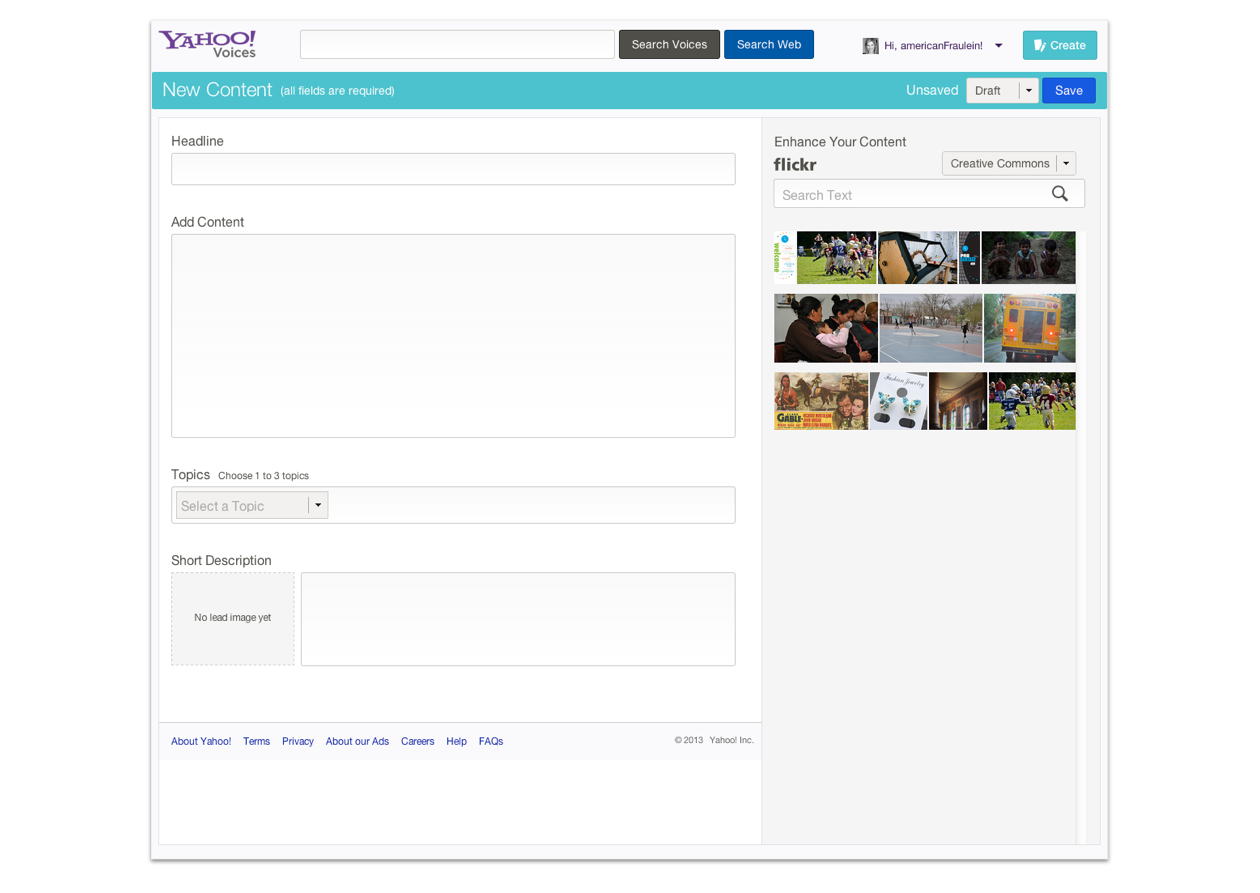 YAHOO!
Voices
Search Voices
Search Web
Hi, americanFraulein!
Create
New Content (all fields are required)
Unsaved
Draft
Save
Headline
Add Content
Topics Choose 1 to 3 topics
Select a Topic
Short Description
No lead image yet
Enhance Your Content
flickr
Creative Commons
Search Text
welcome
Fashion Jewelry
GABLE
About Yahoo! Terms Privacy About our Ads Careers Help FAQs
© 2013 Yahoo! Inc.